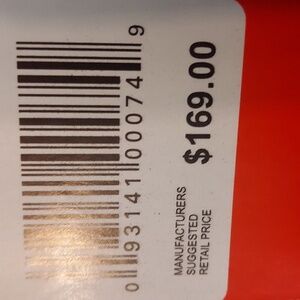 0 93141 00074 9
MANUFACTURERS
SUGGESTED
RETAIL PRICE
$169.00